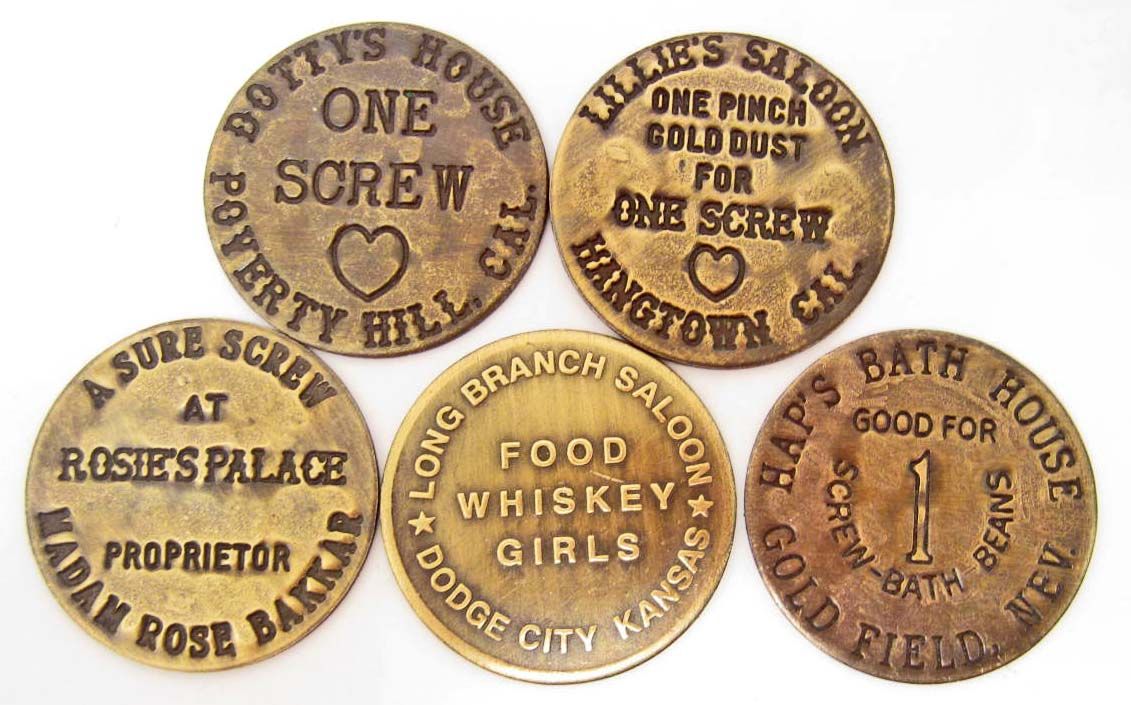 DOTTY'S HOUSE
ONE
SCREW
POVERTY HILL, CAL.
LILLIE'S SALOON
ONE PINCH
GOLD DUST
FOR
ONE SCREW
HANGTOWN CAL.
A SURE SCREW
AT
ROSIE'S PALACE
PROPRIETOR
MADAM ROSE BAKKAR
LONG BRANCH SALOON
FOOD
WHISKEY
GIRLS
DODGE CITY KANSAS
HAP'S BATH HOUSE
GOOD FOR
1
SCREW-BATH-BEANS
GOLD FIELD, NEV.